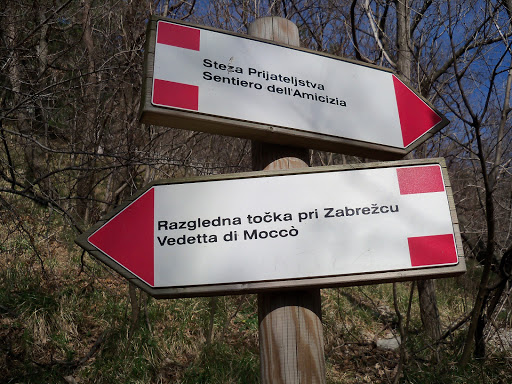 Steza Prijateljstva
Sentiero dell'Amicizia
Razgledna točka pri Zabrežcu
Vedetta di Moccò